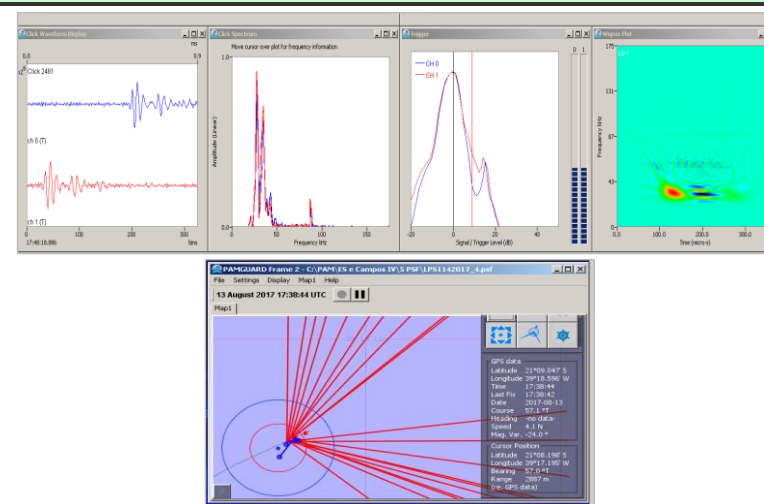 Click Waveform Display
Click Spectrum
Trigger
Wigner Plot
ms
0.0
0.9
Click 2461
ch 0 (T)
ch 1 (T)
0
100
200
300
17:40:18.886
bins
Move cursor over plot for frequency information
1.0
Amplitude (Linear)
0.0
0
50
100
150
Frequency kHz
CH 0
CH 1
-20
0
20
40
Signal / Trigger Level (dB)
0 1
175
CH 1
131
87
43
0
Frequency kHz
0.0
100.0
200.0
300.0
Time (micro-s)
PAMGUARD Frame 2 - C:\PAM\ES e Campos IV\5 PSF\LPS1142017_4.psf
File Settings Display Map1 Help
13 August 2017 17:38:44 UTC
Map1
GPS data
Latitude 21°09.047' S
Longitude 39°18.596' W
Time 17:38:44
Last Fix 17:38:42
Date 2017-08-13
Course 57.1 °T
Heading -no data-
Speed 4.1 N
Mag. Var. -24.0 °
Cursor Position
Latitude 21°08.198' S
Longitude 39°17.195' W
Bearing 57.0 °T
Range 2887 m
(re. GPS data)